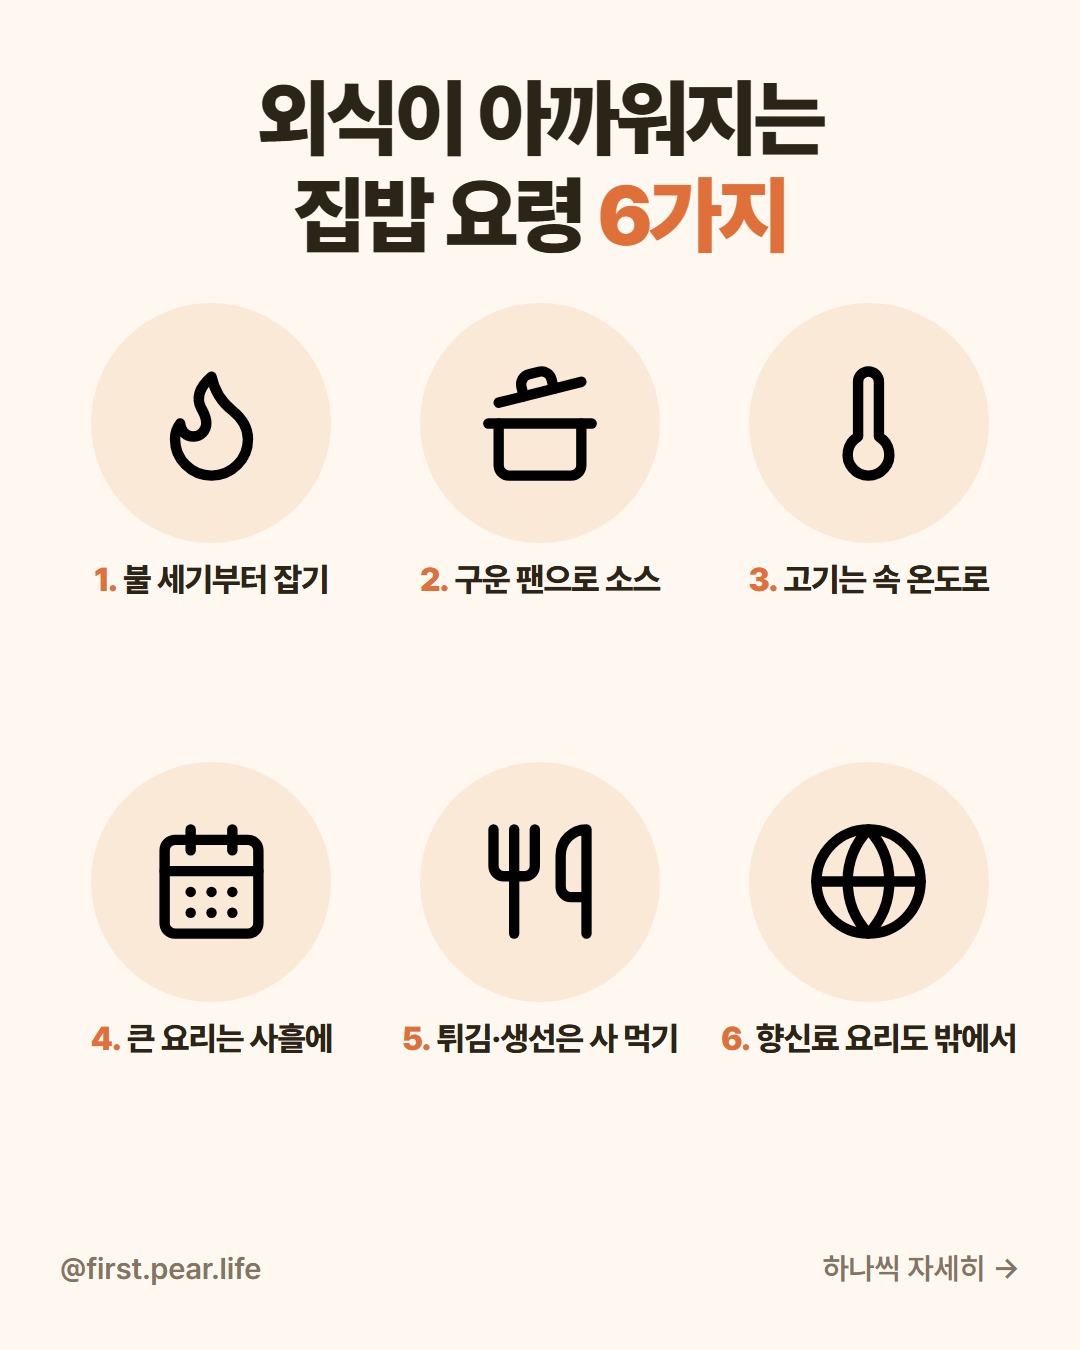 외식이 아까워지는
집밥 요령 6가지
1. 불 세기부터 잡기
2. 구운 팬으로 소스
3. 고기는 속 온도로
4. 큰 요리는 사흘에
5. 튀김·생선은 사 먹기
6. 향신료 요리도 밖에서
@first.pear.life
하나씩 자세히 →